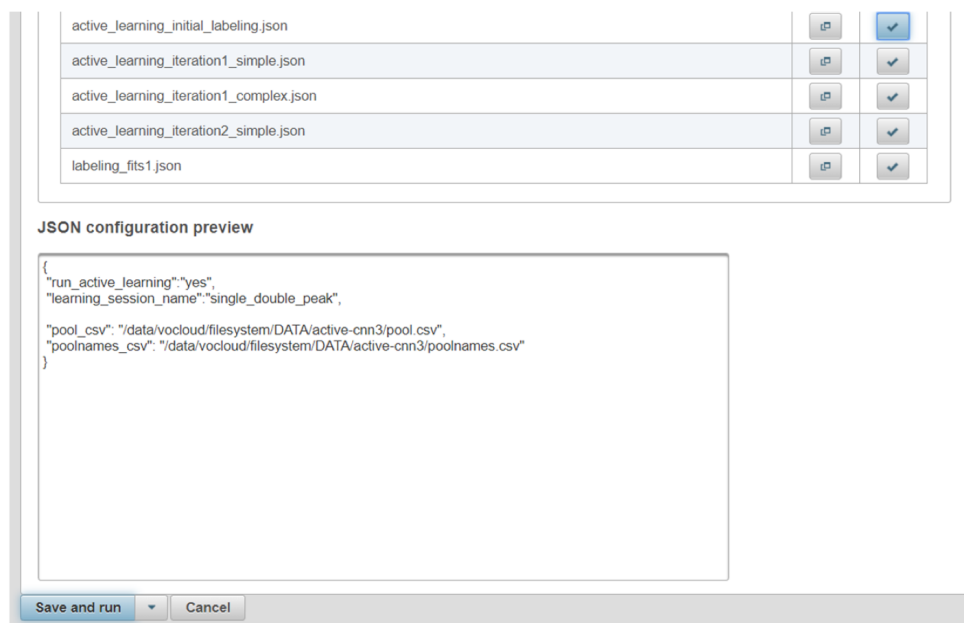 active_learning_initial_labeling.json
active_learning_iteration1_simple.json
active_learning_iteration1_complex.json
active_learning_iteration2_simple.json
labeling_fits1.json
JSON configuration preview
{
"run_active_learning":"yes",
"learning_session_name":"single_double_peak",
"pool_csv": "/data/vocloud/filesystem/DATA/active-cnn3/pool.csv",
"poolnames_csv": "/data/vocloud/filesystem/DATA/active-cnn3/poolnames.csv"
}
Save and run
Cancel